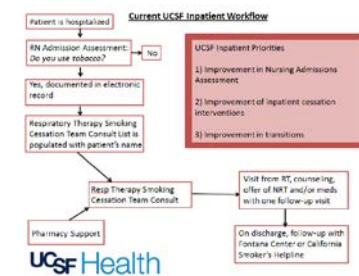 Current UCSF Inpatient Workflow
Patient is hospitalized
RN Admission Assessment:
Do you use tobacco?
No
Yes, documented in electronic
record
Respiratory Therapy Smoking
Cessation Team Consult List is
populated with patient's name
UCSF Inpatient Priorities
1) Improvement in Nursing Admissions
Assessment
2) Improvement of inpatient cessation
interventions
3) Improvement in transitions
Resp Therapy Smoking
Cessation Team Consult
Pharmacy Support
Visit from RT, counseling,
offer of NRT and/or meds
with one follow-up visit
On discharge, follow-up with
Fontana Center or California
Smoker's Helpline
UCSF Health